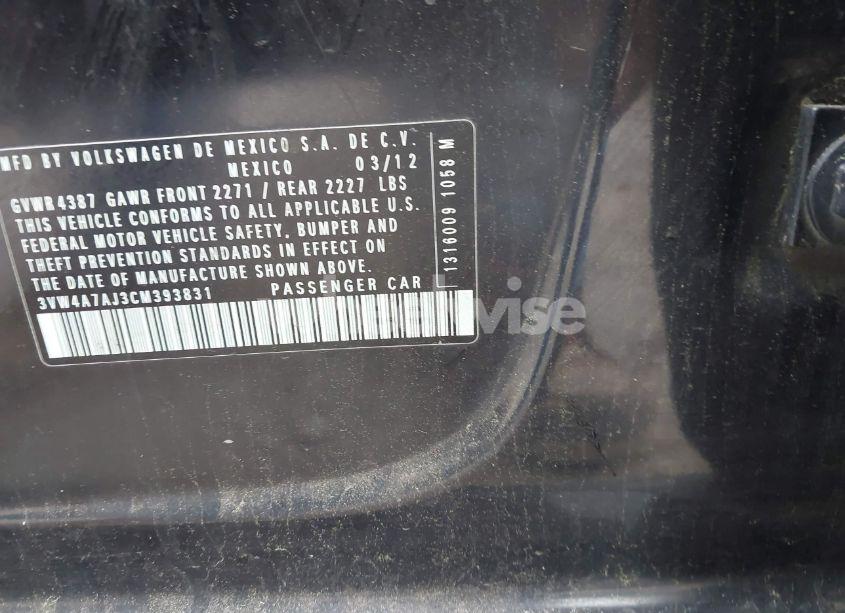 MFD BY VOLKSWAGEN DE MEXICO S.A. DE C.V.
MEXICO 03/12
GVWR 4387 GAWR FRONT 2271 / REAR 2227 LBS
THIS VEHICLE CONFORMS TO ALL APPLICABLE U.S.
FEDERAL MOTOR VEHICLE SAFETY, BUMPER AND
THEFT PREVENTION STANDARDS IN EFFECT ON
THE DATE OF MANUFACTURE SHOWN ABOVE.
3VW4A7AJ3CM393831 PASSENGER CAR
1316009 1058 M